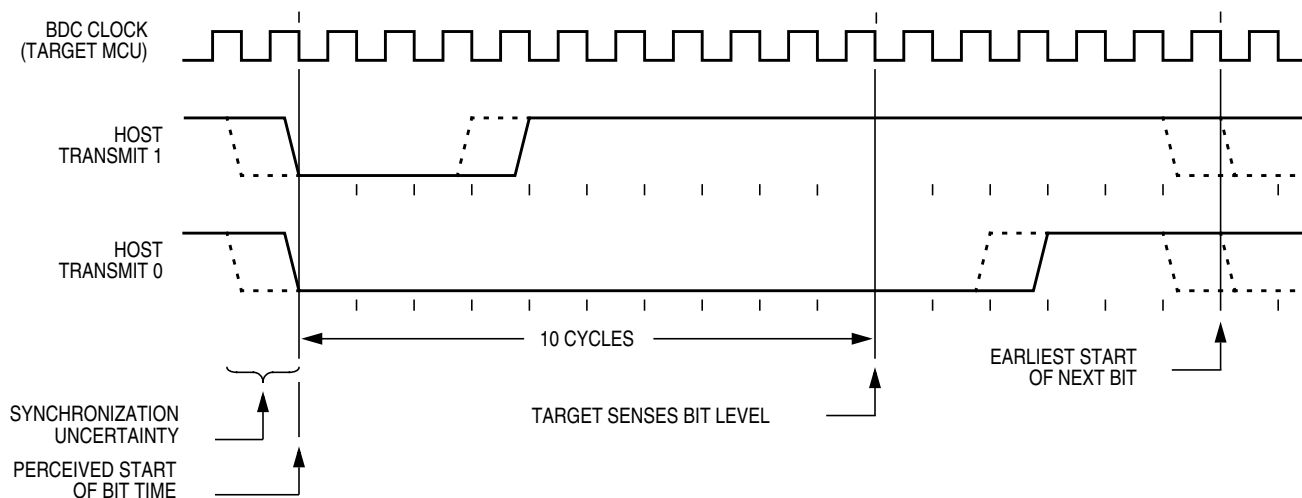 BDC CLOCK
(TARGET MCU)
HOST
TRANSMIT 1
HOST
TRANSMIT 0
10 CYCLES
EARLIEST START
OF NEXT BIT
TARGET SENSES BIT LEVEL
SYNCHRONIZATION
UNCERTAINTY
PERCEIVED START
OF BIT TIME